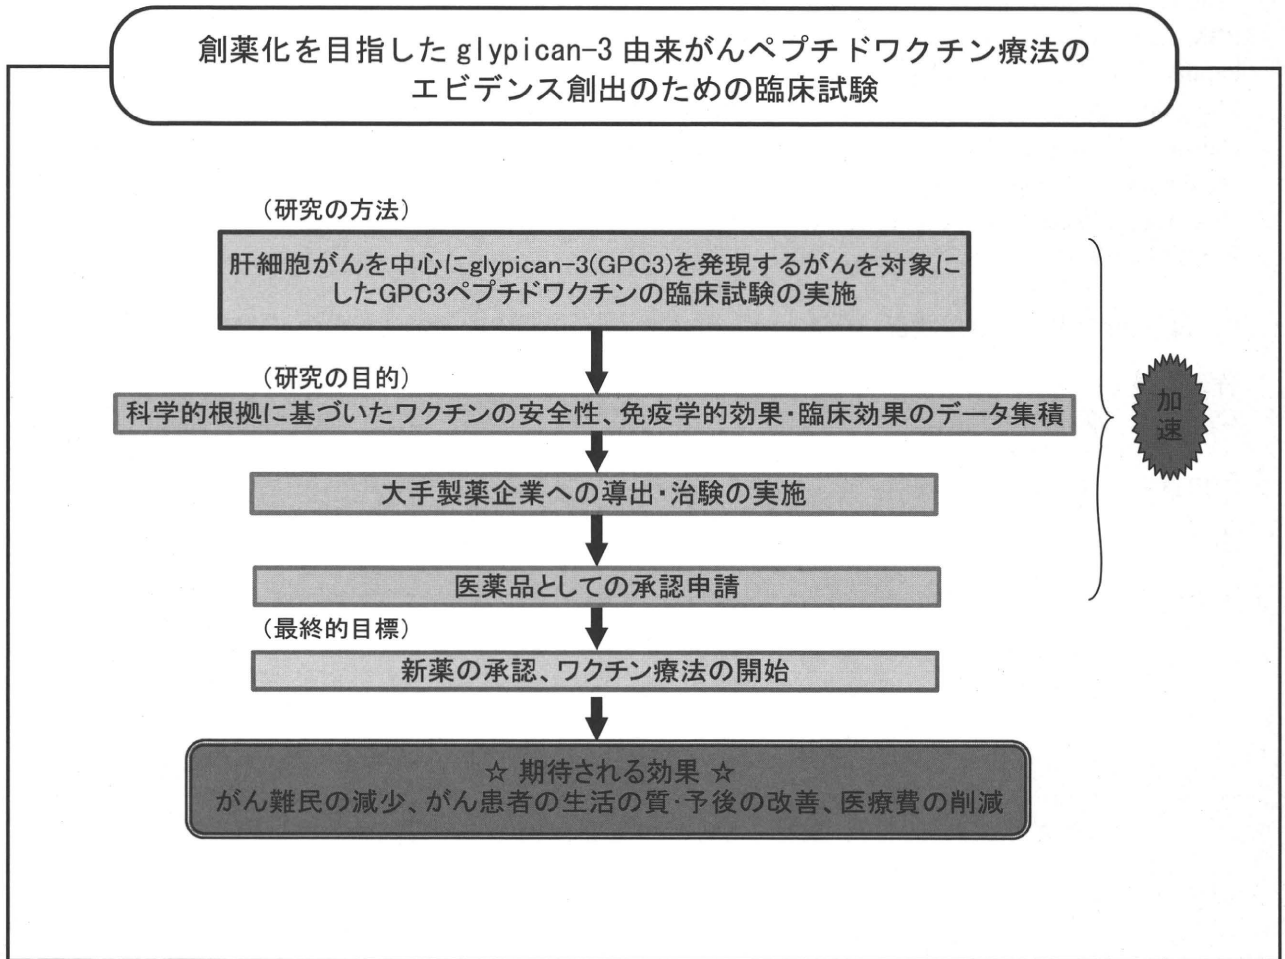 創薬化を目指した glypican-3 由来がんペプチドワクチン療法の
エビデンス創出のための臨床試験
（研究の方法）
肝細胞がんを中心にglypican-3(GPC3)を発現するがんを対象に
したGPC3ペプチドワクチンの臨床試験の実施
（研究の目的）
科学的根拠に基づいたワクチンの安全性、免疫学的効果・臨床効果のデータ集積
大手製薬企業への導出・治験の実施
医薬品としての承認申請
（最終的目標）
新薬の承認、ワクチン療法の開始
☆ 期待される効果 ☆
がん難民の減少、がん患者の生活の質・予後の改善、医療費の削減
加
速